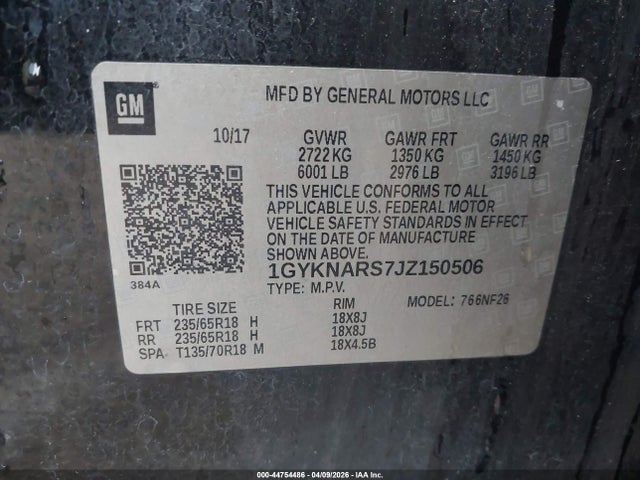 GM
MFD BY GENERAL MOTORS LLC
10/17 GVWR GAWR FRT GAWR RR
2722 KG 1350 KG 1450 KG
6001 LB 2976 LB 3196 LB
THIS VEHICLE CONFORMS TO ALL
APPLICABLE U.S. FEDERAL MOTOR
VEHICLE SAFETY STANDARDS IN EFFECT
ON THE DATE OF MANUFACTURE
SHOWN ABOVE.
384A
1GYKNARS7JZ150506
TYPE: M.P.V.
TIRE SIZE RIM MODEL: 766NF26
FRT 235/65R18 H 18X8J
RR 235/65R18 H 18X8J
SPA T135/70R18 M 18X4.5B
000-44754486 - 04/09/2026 - IAA Inc.